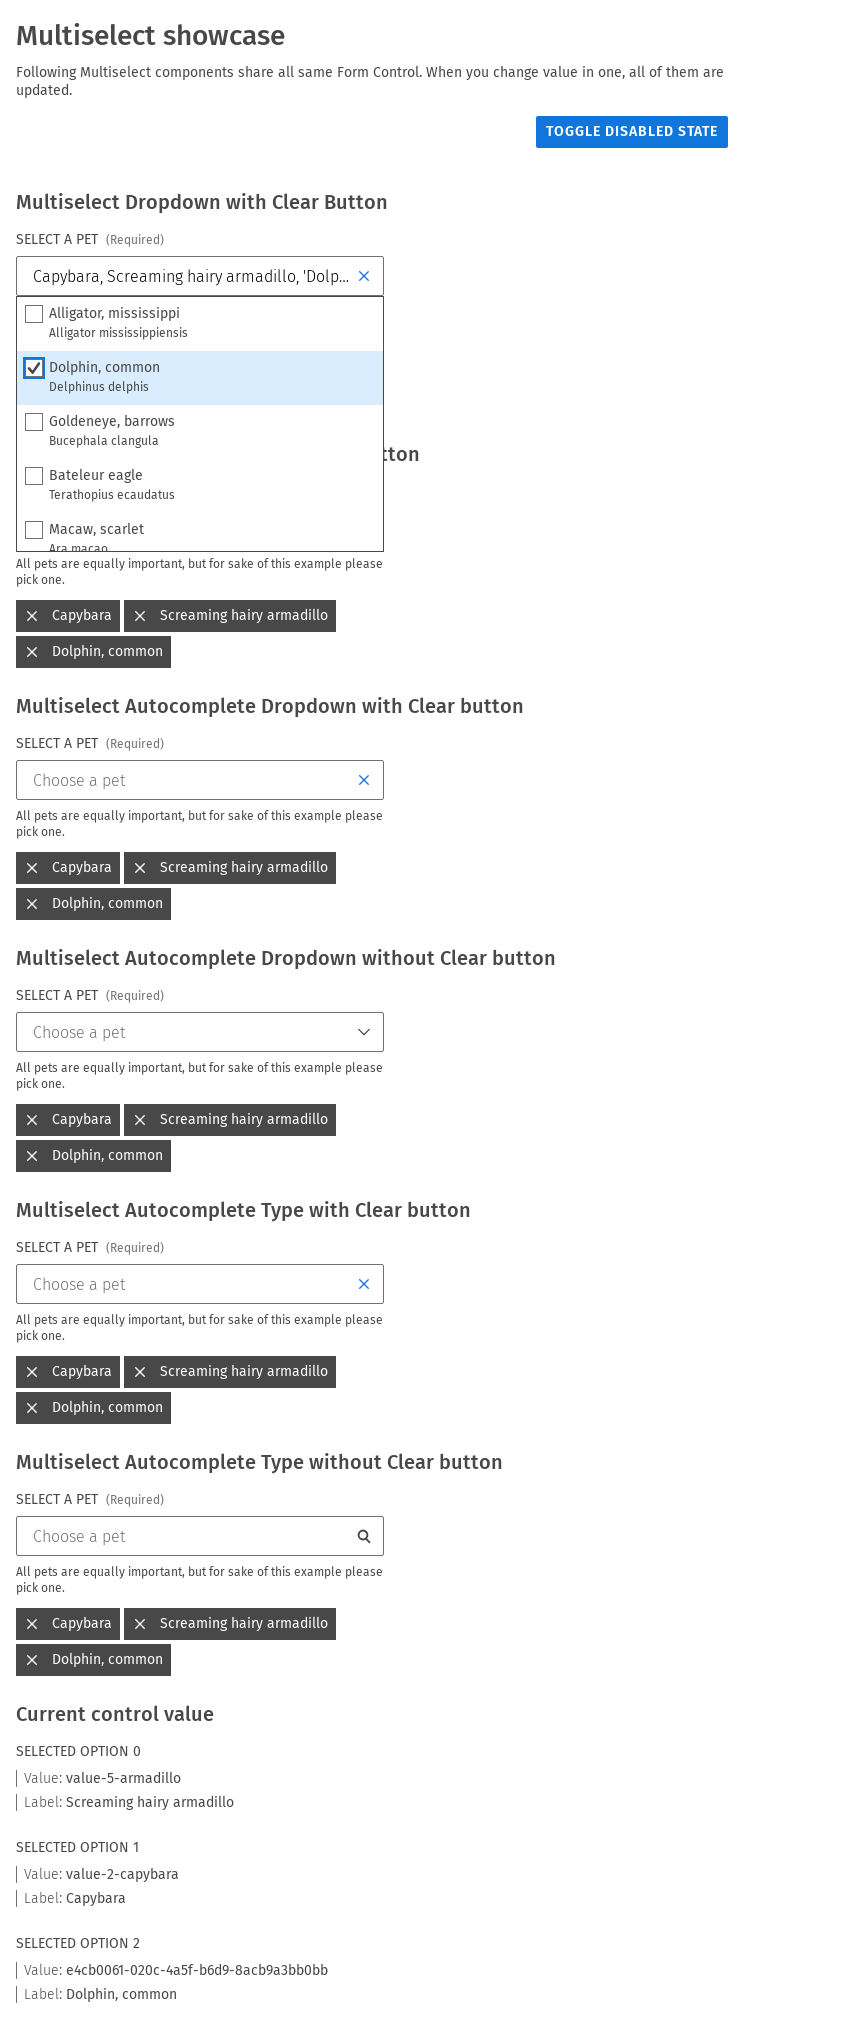 Multiselect showcase
Following Multiselect components share all same Form Control. When you change value in one, all of them are
updated.
TOGGLE DISABLED STATE
Multiselect Dropdown with Clear Button
SELECT A PET (Required)
Capybara, Screaming hairy armadillo, 'Dolp...
Alligator, mississippi
Alligator mississippiensis
Dolphin, common
Delphinus delphis
Goldeneye, barrows
Bucephala clangula
tton
Bateleur eagle
Terathopius ecaudatus
Macaw, scarlet
Ara macao
All pets are equally important, but for sake of this example please
pick one.
Capybara Screaming hairy armadillo
Dolphin, common
Multiselect Autocomplete Dropdown with Clear button
SELECT A PET (Required)
Choose a pet
All pets are equally important, but for sake of this example please
pick one.
Capybara Screaming hairy armadillo
Dolphin, common
Multiselect Autocomplete Dropdown without Clear button
SELECT A PET (Required)
Choose a pet
All pets are equally important, but for sake of this example please
pick one.
Capybara Screaming hairy armadillo
Dolphin, common
Multiselect Autocomplete Type with Clear button
SELECT A PET (Required)
Choose a pet
All pets are equally important, but for sake of this example please
pick one.
Capybara Screaming hairy armadillo
Dolphin, common
Multiselect Autocomplete Type without Clear button
SELECT A PET (Required)
Choose a pet
All pets are equally important, but for sake of this example please
pick one.
Capybara Screaming hairy armadillo
Dolphin, common
Current control value
SELECTED OPTION 0
Value: value-5-armadillo
Label: Screaming hairy armadillo
SELECTED OPTION 1
Value: value-2-capybara
Label: Capybara
SELECTED OPTION 2
Value: e4cb0061-020c-4a5f-b6d9-8acb9a3bb0bb
Label: Dolphin, common